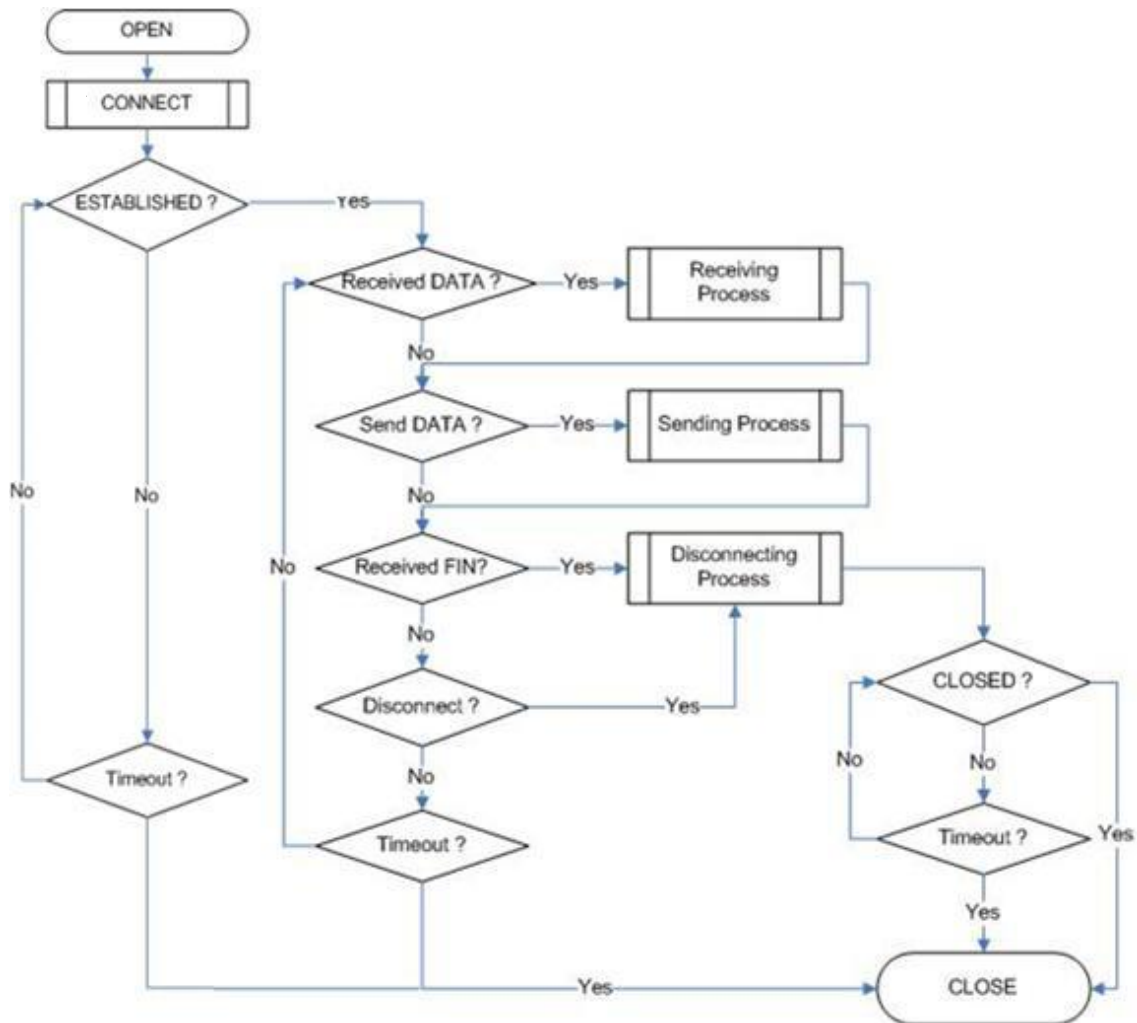 OPEN
CONNECT
ESTABLISHED ?
Yes
Received DATA ?
Yes
Receiving
Process
No
Send DATA ?
Yes
Sending Process
No
No
No
No
Received FIN?
Yes
Disconnecting
Process
No
Disconnect ?
Yes
CLOSED ?
No
No
Timeout ?
No
Timeout ?
Timeout ?
Yes
Yes
Yes
CLOSE